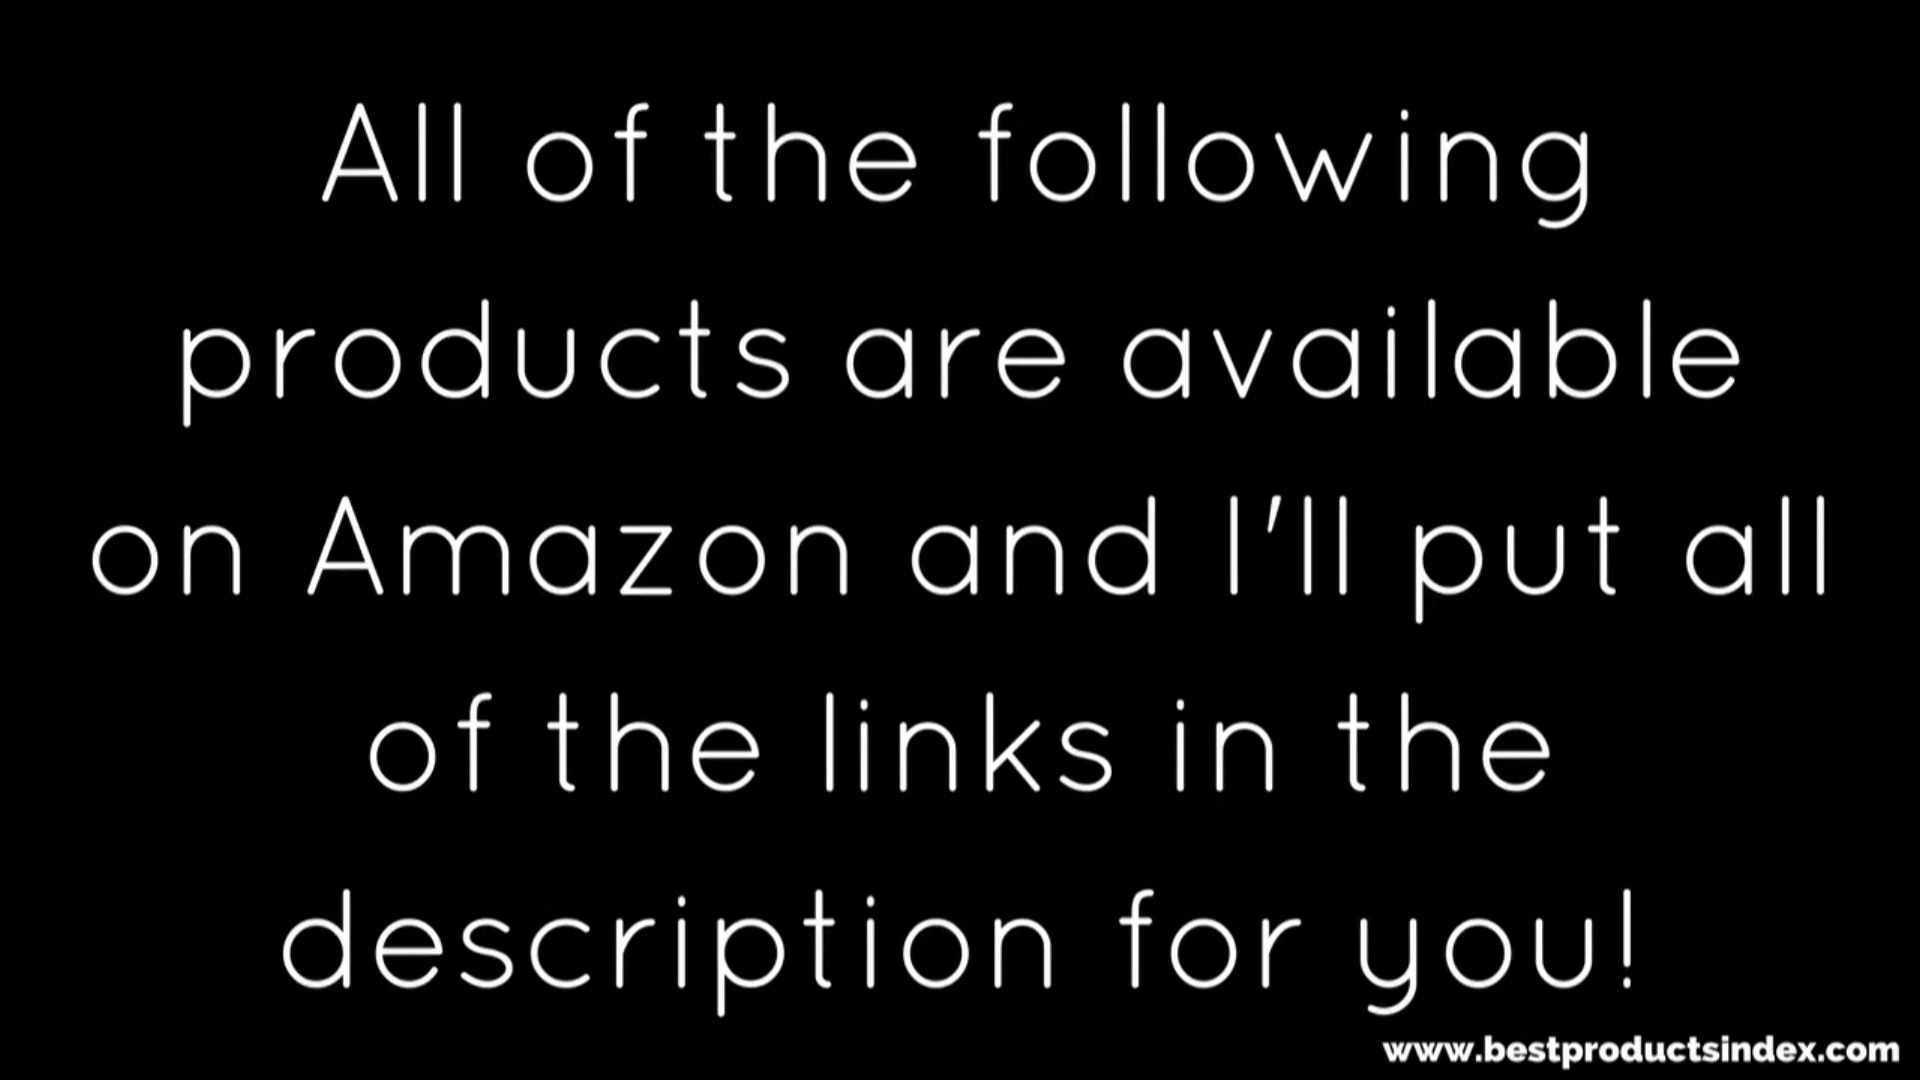 All of the following
products are available
on Amazon and I'll put all
of the links in the
description for you!
www.bestproductsindex.com